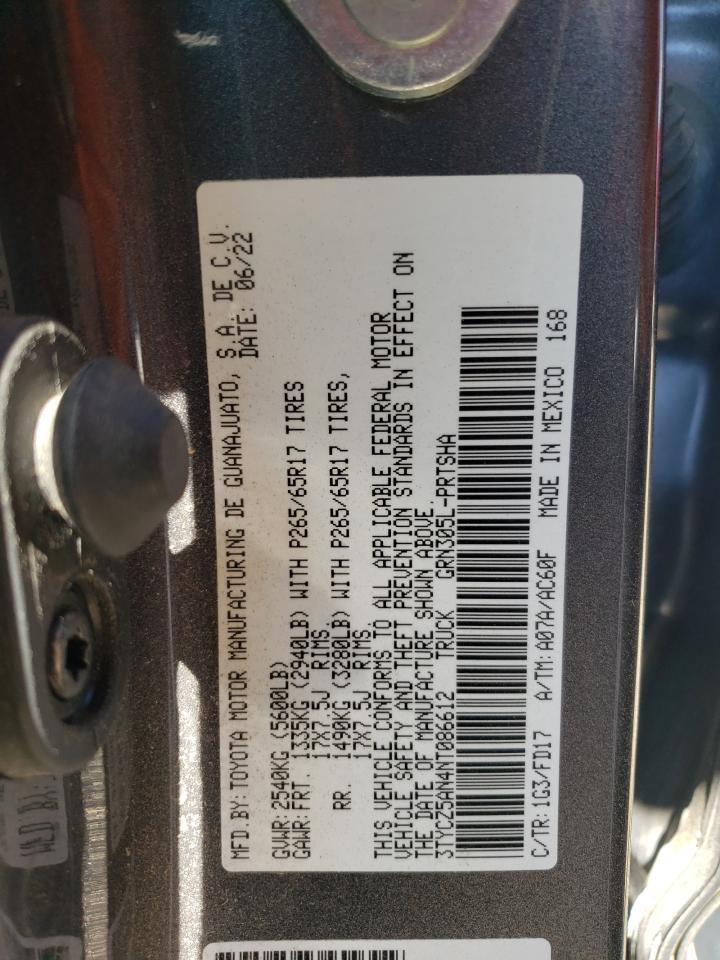 MFD.BY:TOYOTA MOTOR MANUFACTURING DE GUANAJUATO, S.A. DE C.V.
DATE: 06/22
GVWR:2540KG (5600LB)
GAWR:FRT. 1335KG (2940LB) WITH P265/65R17 TIRES
17X7.5J RIMS
RR. 1490KG (3280LB) WITH P265/65R17 TIRES,
17X7.5J RIMS
THIS VEHICLE CONFORMS TO ALL APPLICABLE FEDERAL MOTOR
VEHICLE SAFETY AND THEFT PREVENTION STANDARDS IN EFFECT ON
THE DATE OF MANUFACTURE SHOWN ABOVE.
3TYCZ5AN4NT086612 TRUCK GRN305L-PRTSHA
C/TR:1G3/FD17 A/TM:A07A/AC60F MADE IN MEXICO 168